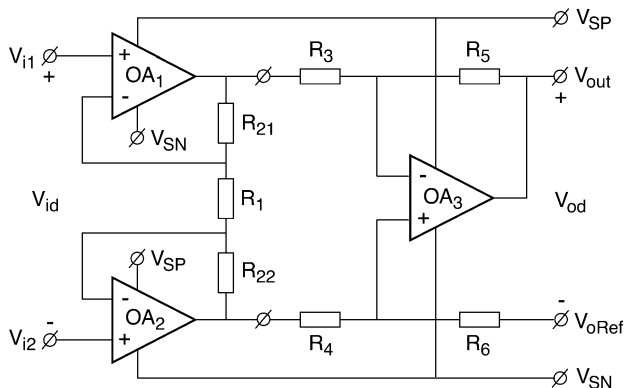 V_SP
V_i1
+
+
-
OA_1
R_3
R_5
V_out
+
V_SN
R_21
V_id
R_1
-
+
OA_3
V_od
V_SP
R_22
-
V_i2
-
+
OA_2
R_4
R_6
-
V_oRef
V_SN